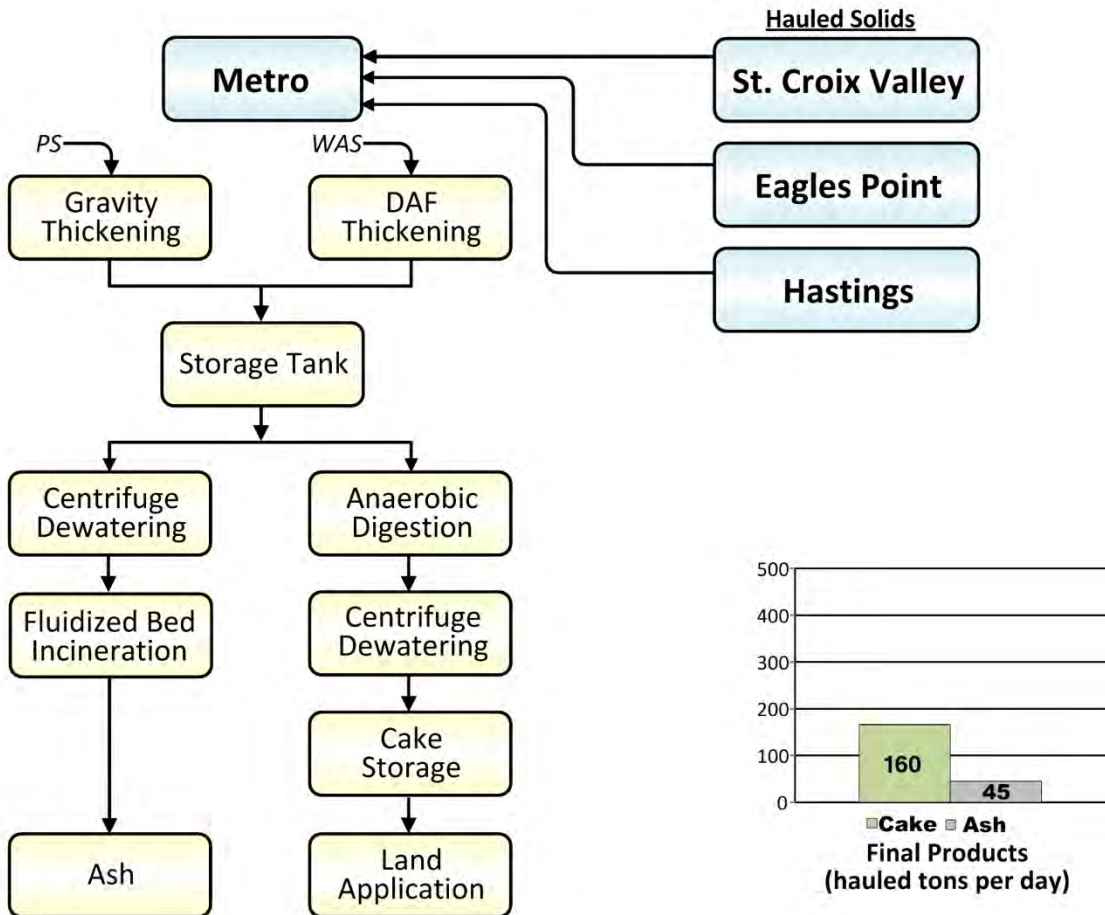 Hauled Solids
Metro
St. Croix Valley
Eagles Point
Hastings
PS
WAS
Gravity
Thickening
DAF
Thickening
Storage Tank
Centrifuge
Dewatering
Anaerobic
Digestion
Fluidized Bed
Incineration
Centrifuge
Dewatering
Cake
Storage
Ash
Land
Application
500
400
300
200
100
0
160
45
Cake Ash
Final Products
(hauled tons per day)